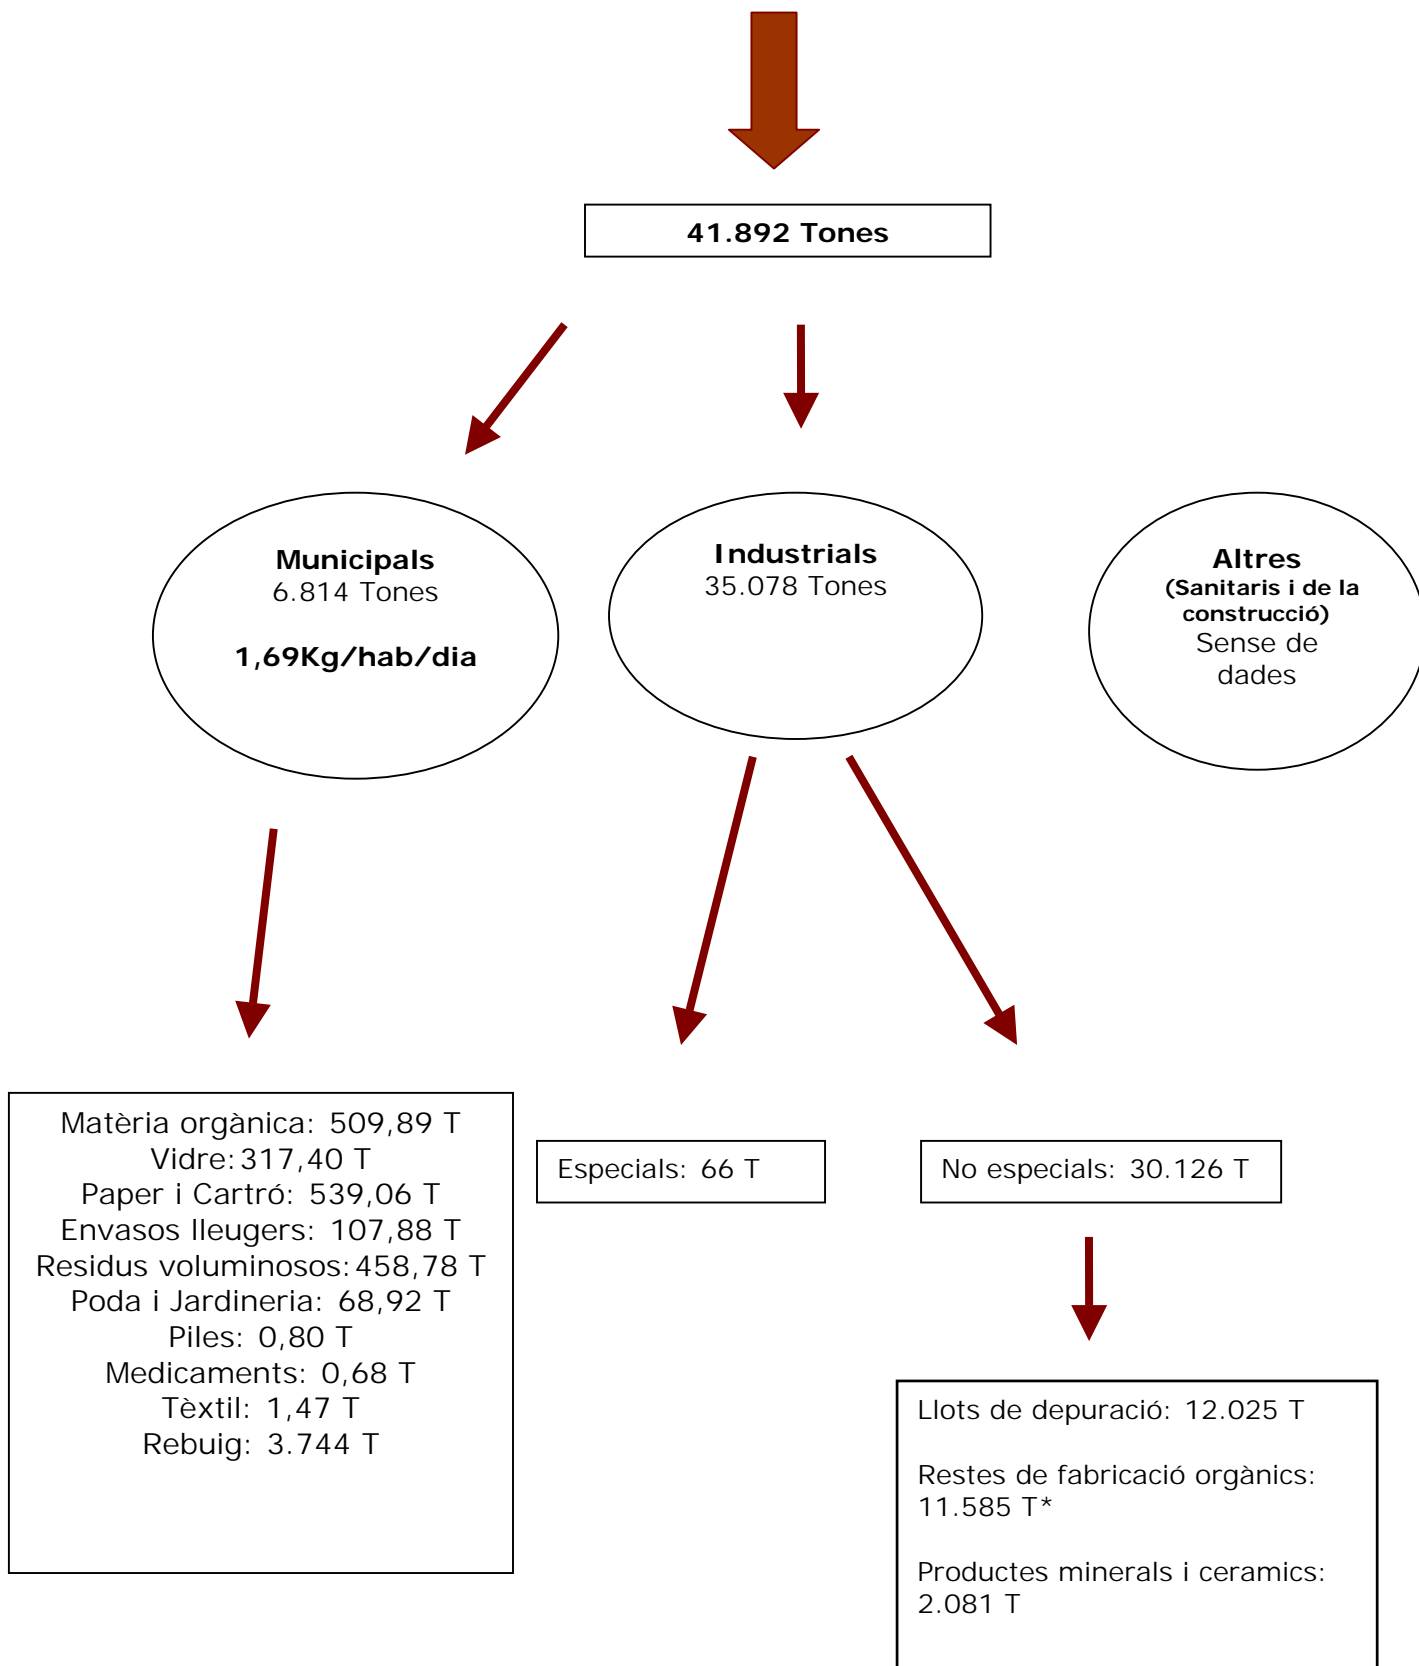 41.892 Tones
Municipals
6.814 Tones
1,69Kg/hab/dia
Industrials
35.078 Tones
Altres
(Sanitaris i de la
construcció)
Sense de
dades
Matèria orgànica: 509,89 T
Vidre: 317,40 T
Paper i Cartró: 539,06 T
Envasos lleugers: 107,88 T
Residus voluminosos: 458,78 T
Poda i Jardineria: 68,92 T
Piles: 0,80 T
Medicaments: 0,68 T
Tèxtil: 1,47 T
Rebuig: 3.744 T
Especials: 66 T
No especials: 30.126 T
Llots de depuració: 12.025 T
Restes de fabricació orgànics:
11.585 T*
Productes minerals i ceramics:
2.081 T